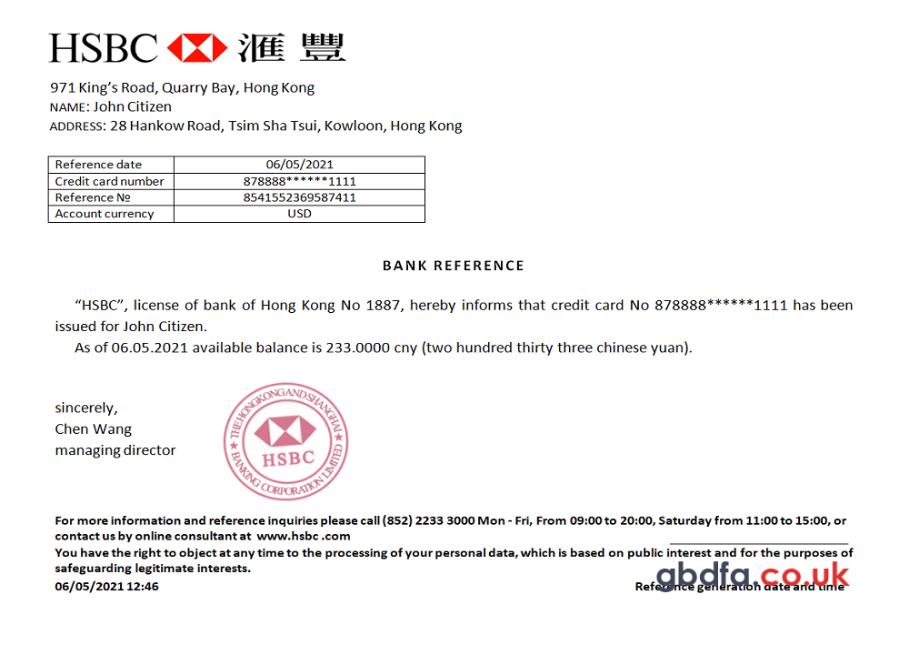 HSBC 滙豐
971 King’s Road, Quarry Bay, Hong Kong
NAME: John Citizen
ADDRESS: 28 Hankow Road, Tsim Sha Tsui, Kowloon, Hong Kong
Reference date 06/05/2021
Credit card number 878888******1111
Reference № 8541552369587411
Account currency USD
BANK REFERENCE
“HSBC”, license of bank of Hong Kong No 1887, hereby informs that credit card No 878888******1111 has been
issued for John Citizen.
As of 06.05.2021 available balance is 233.0000 cny (two hundred thirty three chinese yuan).
sincerely,
Chen Wang
managing director
THE HONGKONG AND SHANGHAI
HSBC
BANKING CORPORATION LIMITED
For more information and reference inquiries please call (852) 2233 3000 Mon - Fri, From 09:00 to 20:00, Saturday from 11:00 to 15:00, or
contact us by online consultant at www.hsbc .com
You have the right to object at any time to the processing of your personal data, which is based on public interest and for the purposes of
safeguarding legitimate interests.
06/05/2021 12:46 Reference generation date and time
gbdfa.co.uk